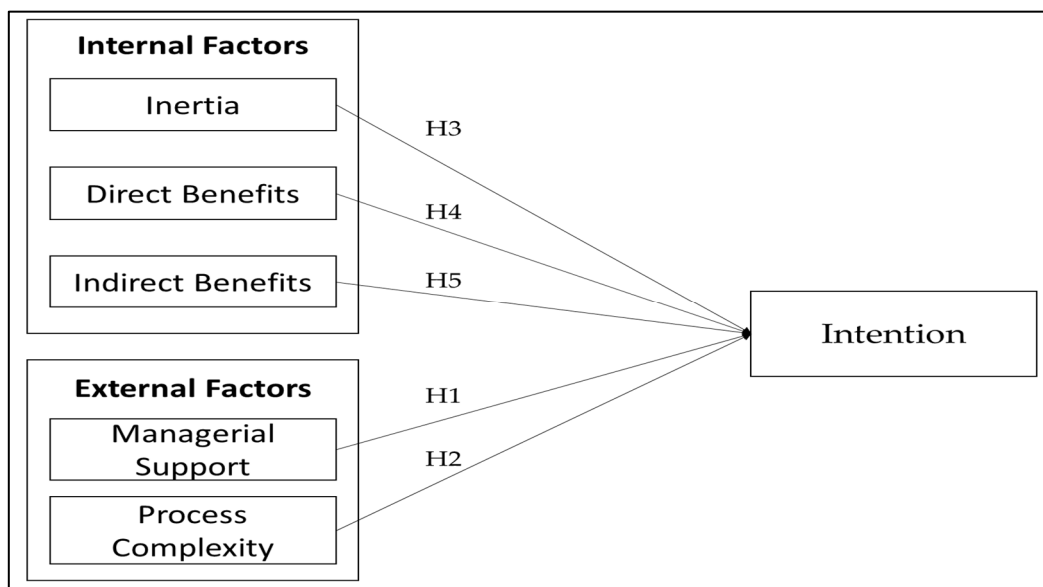 Internal Factors
Inertia
Direct Benefits
Indirect Benefits
H3
H4
H5
Intention
External Factors
Managerial
Support
Process
Complexity
H1
H2